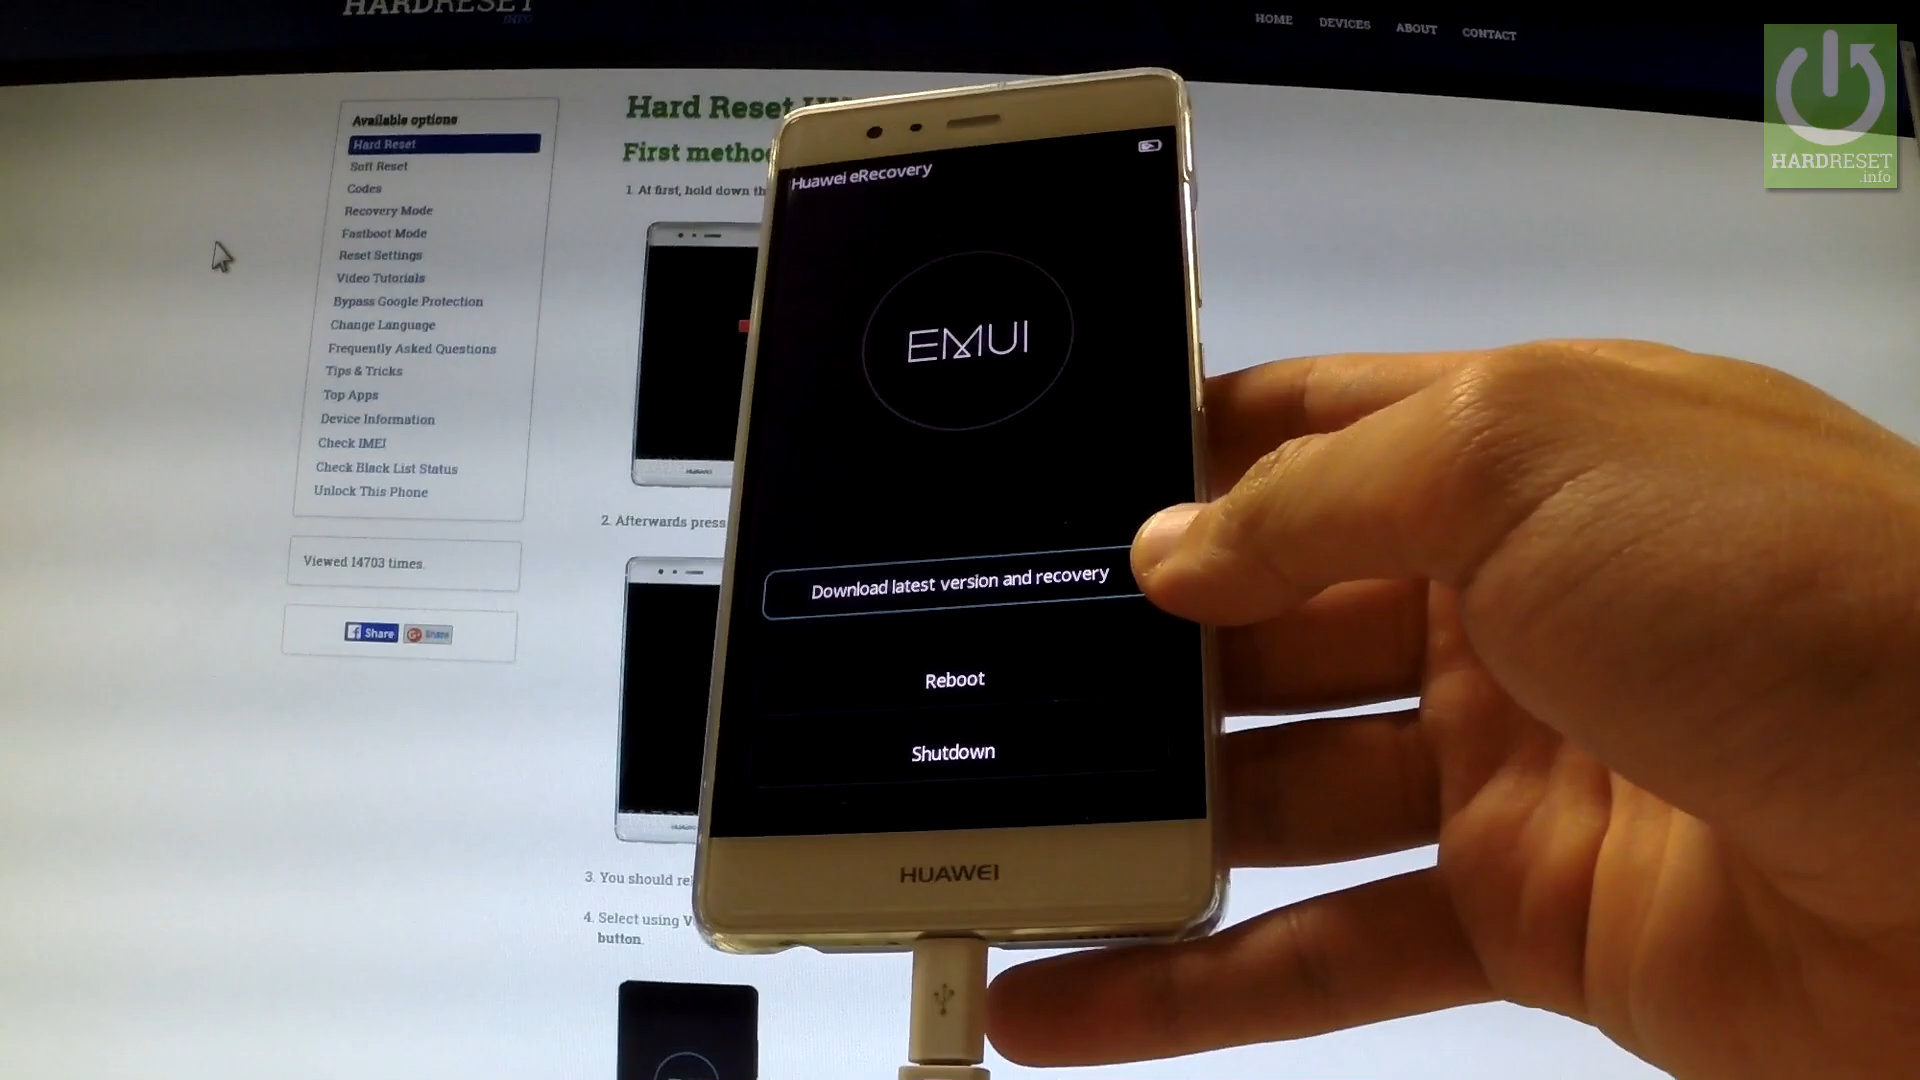 HARDRESET
INFO
HOME
DEVICES
ABOUT
CONTACT
HARDRESET
.info
Available options
Hard Reset
Soft Reset
Codes
Recovery Mode
Fastboot Mode
Reset Settings
Video Tutorials
Bypass Google Protection
Change Language
Frequently Asked Questions
Tips & Tricks
Top Apps
Device Information
Check IMEI
Check Black List Status
Unlock This Phone
Viewed 14703 times.
Share
Share
Hard Reset
First method
1. At first, hold down the
HUAWEI
2. Afterwards press
3. You should
4. Select using
button.
Huawei eRecovery
EMUI
Download latest version and recovery
Reboot
Shutdown
HUAWEI